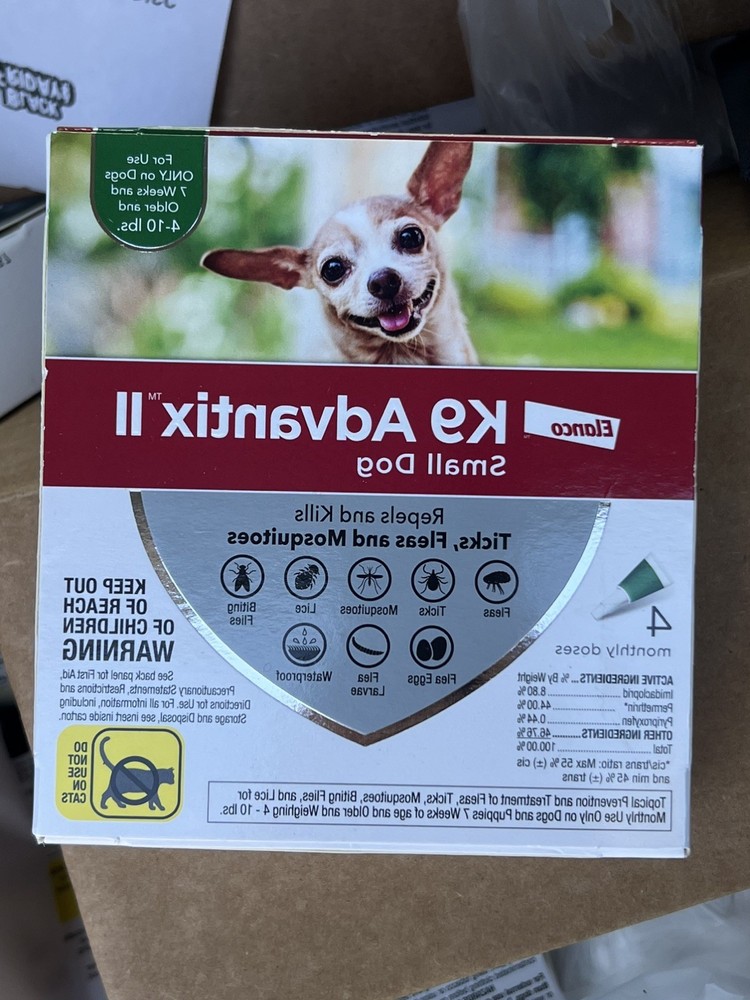 BLACK
FRIDAY!
For Use
ONLY on Dogs
7 Weeks and
Older and
4-10 lbs.
Elanco
K9 Advantix™ II
Small Dog
Repels and Kills
Ticks, Fleas and Mosquitoes
Fleas
Ticks
Mosquitoes
Lice
Biting
Flies
Flea Eggs
Flea
Larvae
Waterproof
4
monthly doses
ACTIVE INGREDIENTS... % By Weight
Imidacloprid ........ 8.80%
Permethrin* ........ 44.00%
Pyriproxyfen ........ 0.44%
OTHER INGREDIENTS ........ 46.76%
Total ........ 100.00%
*cis/trans ratio: Max 55% (±) cis
and min 45% (±) trans
KEEP OUT
OF REACH
OF CHILDREN
WARNING
See back panel for First Aid,
Precautionary Statements, Restrictions and
Directions for Use. For all information, including
Storage and Disposal, see insert inside carton.
DO
NOT
USE
ON
CATS
Topical Prevention and Treatment of Fleas, Ticks, Mosquitoes, Biting Flies, and Lice for
Monthly Use Only on Dogs and Puppies 7 Weeks of age and Older and Weighing 4 - 10 lbs.